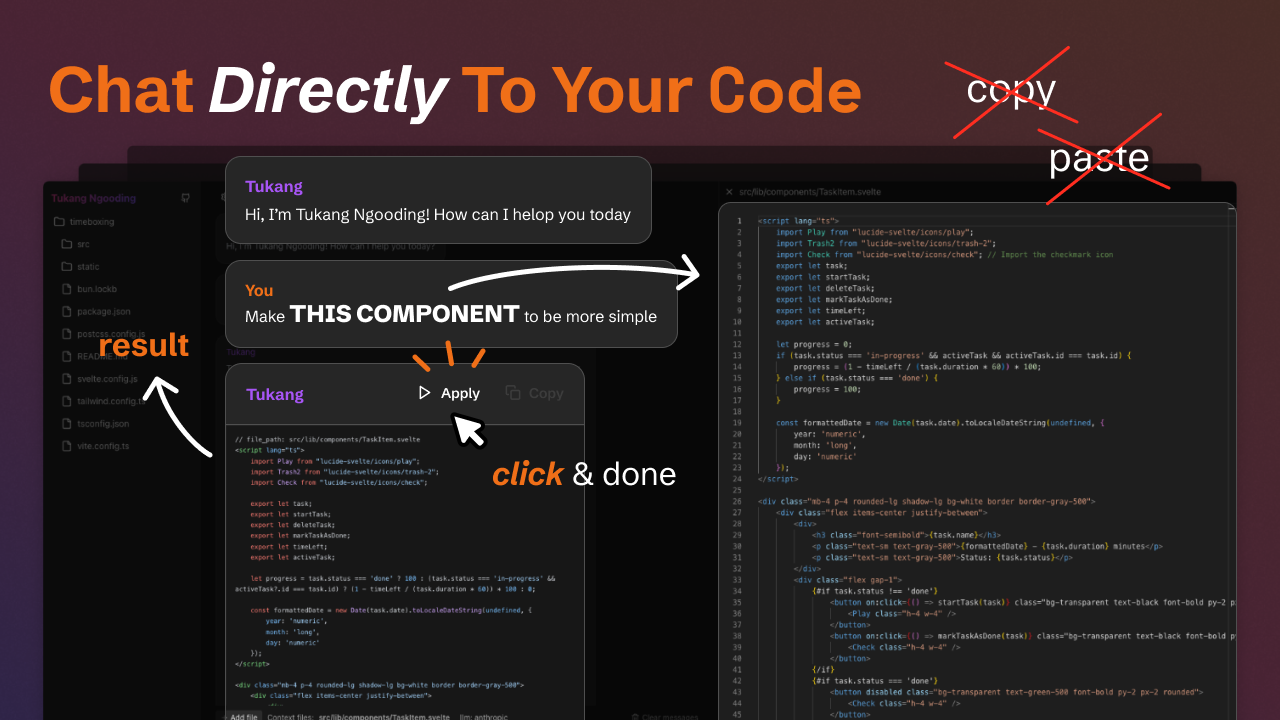 Chat Directly To Your Code
copy
paste
Tukang Ngooding
timeboxing
src
static
bun.lockb
package.json
postcss.config.js
README.md
svelte.config.js
tailwind.config.ts
tsconfig.json
vite.config.ts
result
Tukang
Hi, I'm Tukang Ngooding! How can I helop you today
Hi, I'm Tukang Ngooding! How can I help you today?
You
Make THIS COMPONENT to be more simple
Tukang
Tukang
Apply
Copy
click & done
// file_path: src/lib/components/TaskItem.svelte
<script lang="ts">
import Play from "lucide-svelte/icons/play";
import Trash2 from "lucide-svelte/icons/trash-2";
import Check from "lucide-svelte/icons/check";
export let task;
export let startTask;
export let deleteTask;
export let markTaskAsDone;
export let timeLeft;
export let activeTask;
let progress = task.status === 'done' ? 100 : (task.status === 'in-progress' &&
activeTask?.id === task.id) ? (1 - timeLeft / (task.duration * 60)) * 100 : 0;
const formattedDate = new Date(task.date).toLocaleDateString(undefined, {
year: 'numeric',
month: 'long',
day: 'numeric'
});
</script>
<div class="mb-4 p-4 rounded-lg shadow-lg bg-white border border-gray-500">
<div class="flex items-center justify-between">
Add file
Context files: src/lib/components/TaskItem.svelte
llm: anthropic
Clear messages
src/lib/components/TaskItem.svelte
1 <script lang="ts">
2 import Play from "lucide-svelte/icons/play";
3 import Trash2 from "lucide-svelte/icons/trash-2";
4 import Check from "lucide-svelte/icons/check"; // Import the checkmark icon
5 export let task;
6 export let startTask;
7 export let deleteTask;
8 export let markTaskAsDone;
9 export let timeLeft;
10 export let activeTask;
11
12 let progress = 0;
13 if (task.status === 'in-progress' && activeTask && activeTask.id === task.id) {
14 progress = (1 - timeLeft / (task.duration * 60)) * 100;
15 } else if (task.status === 'done') {
16 progress = 100;
17 }
18
19 const formattedDate = new Date(task.date).toLocaleDateString(undefined, {
20 year: 'numeric',
21 month: 'long',
22 day: 'numeric'
23 });
24 </script>
25
26 <div class="mb-4 p-4 rounded-lg shadow-lg bg-white border border-gray-500">
27 <div class="flex items-center justify-between">
28 <div>
29 <h3 class="font-semibold">{task.name}</h3>
30 <p class="text-sm text-gray-500">{formattedDate} - {task.duration} minutes</p>
31 <p class="text-sm text-gray-500">Status: {task.status}</p>
32 </div>
33 <div class="flex gap-1">
34 {#if task.status !== 'done'}
35 <button on:click={() => startTask(task)} class="bg-transparent text-black font-bold py-2 p
36 <Play class="h-4 w-4" />
37 </button>
38 <button on:click={() => markTaskAsDone(task)} class="bg-transparent text-black font-bold p
39 <Check class="h-4 w-4" />
40 </button>
41 {/if}
42 {#if task.status === 'done'}
43 <button disabled class="bg-transparent text-green-500 font-bold py-2 px-2 rounded">
44 <Check class="h-4 w-4" />
45 </button>